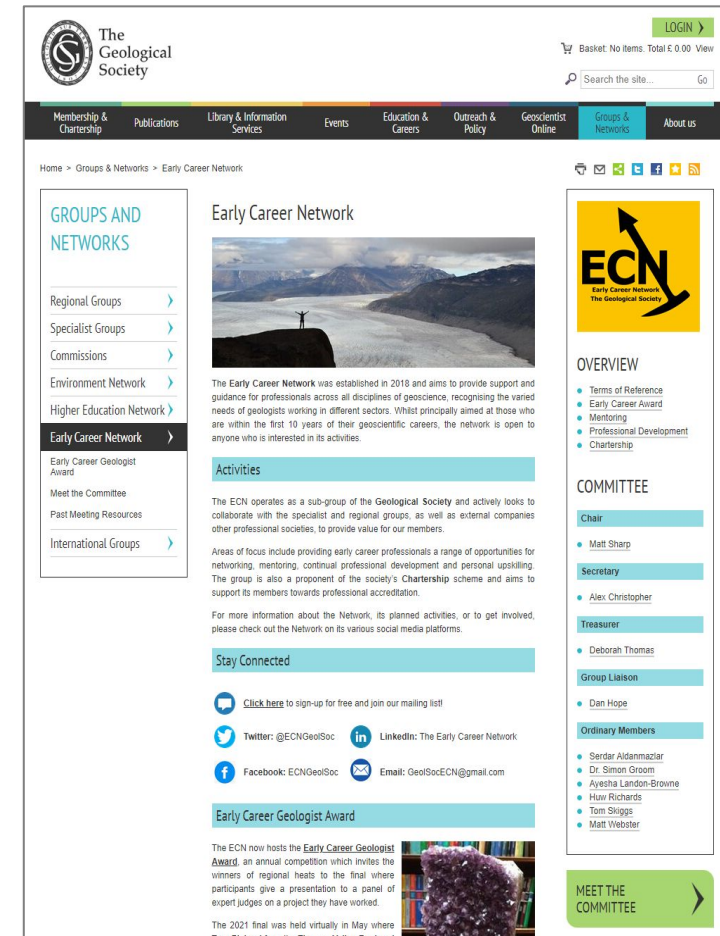 The
Geological
Society
LOGIN
Basket: No items. Total £ 0.00 View
Search the site... Go
Membership & Chartership
Publications
Library & Information Services
Events
Education & Careers
Outreach & Policy
Geoscientist Online
Groups & Networks
About us
Home > Groups & Networks > Early Career Network
GROUPS AND
NETWORKS
Regional Groups
Specialist Groups
Commissions
Environment Network
Higher Education Network
Early Career Network
Early Career Geologist
Award
Meet the Committee
Past Meeting Resources
International Groups
Early Career Network
The Early Career Network was established in 2018 and aims to provide support and
guidance for professionals across all disciplines of geoscience, recognising the varied
needs of geologists working in different sectors. Whilst principally aimed at those who
are within the first 10 years of their geoscientific careers, the network is open to
anyone who is interested in its activities.
Activities
The ECN operates as a sub-group of the Geological Society and actively looks to
collaborate with the specialist and regional groups, as well as external companies
other professional societies, to provide value for our members.
Areas of focus include providing early career professionals a range of opportunities for
networking, mentoring, continual professional development and personal upskilling.
The group is also a proponent of the society's Chartership scheme and aims to
support its members towards professional accreditation.
For more information about the Network, its planned activities, or to get involved,
please check out the Network on its various social media platforms.
Stay Connected
Click here to sign-up for free and join our mailing list!
Twitter: @ECNGeolSoc
LinkedIn: The Early Career Network
Facebook: ECNGeolSoc
Email: GeolSocECN@gmail.com
Early Career Geologist Award
The ECN now hosts the Early Career Geologist
Award, an annual competition which invites the
winners of regional heats to the final where
participants give a presentation to a panel of
expert judges on a project they have worked.
The 2021 final was held virtually in May where
ECN
Early Career Network
The Geological Society
OVERVIEW
Terms of Reference
Early Career Award
Mentoring
Professional Development
Chartership
COMMITTEE
Chair
Matt Sharp
Secretary
Alex Christopher
Treasurer
Deborah Thomas
Group Liaison
Dan Hope
Ordinary Members
Serdar Aldanmazlar
Dr. Simon Groom
Ayesha Landon-Browne
Huw Richards
Tom Skiggs
Matt Webster
MEET THE
COMMITTEE